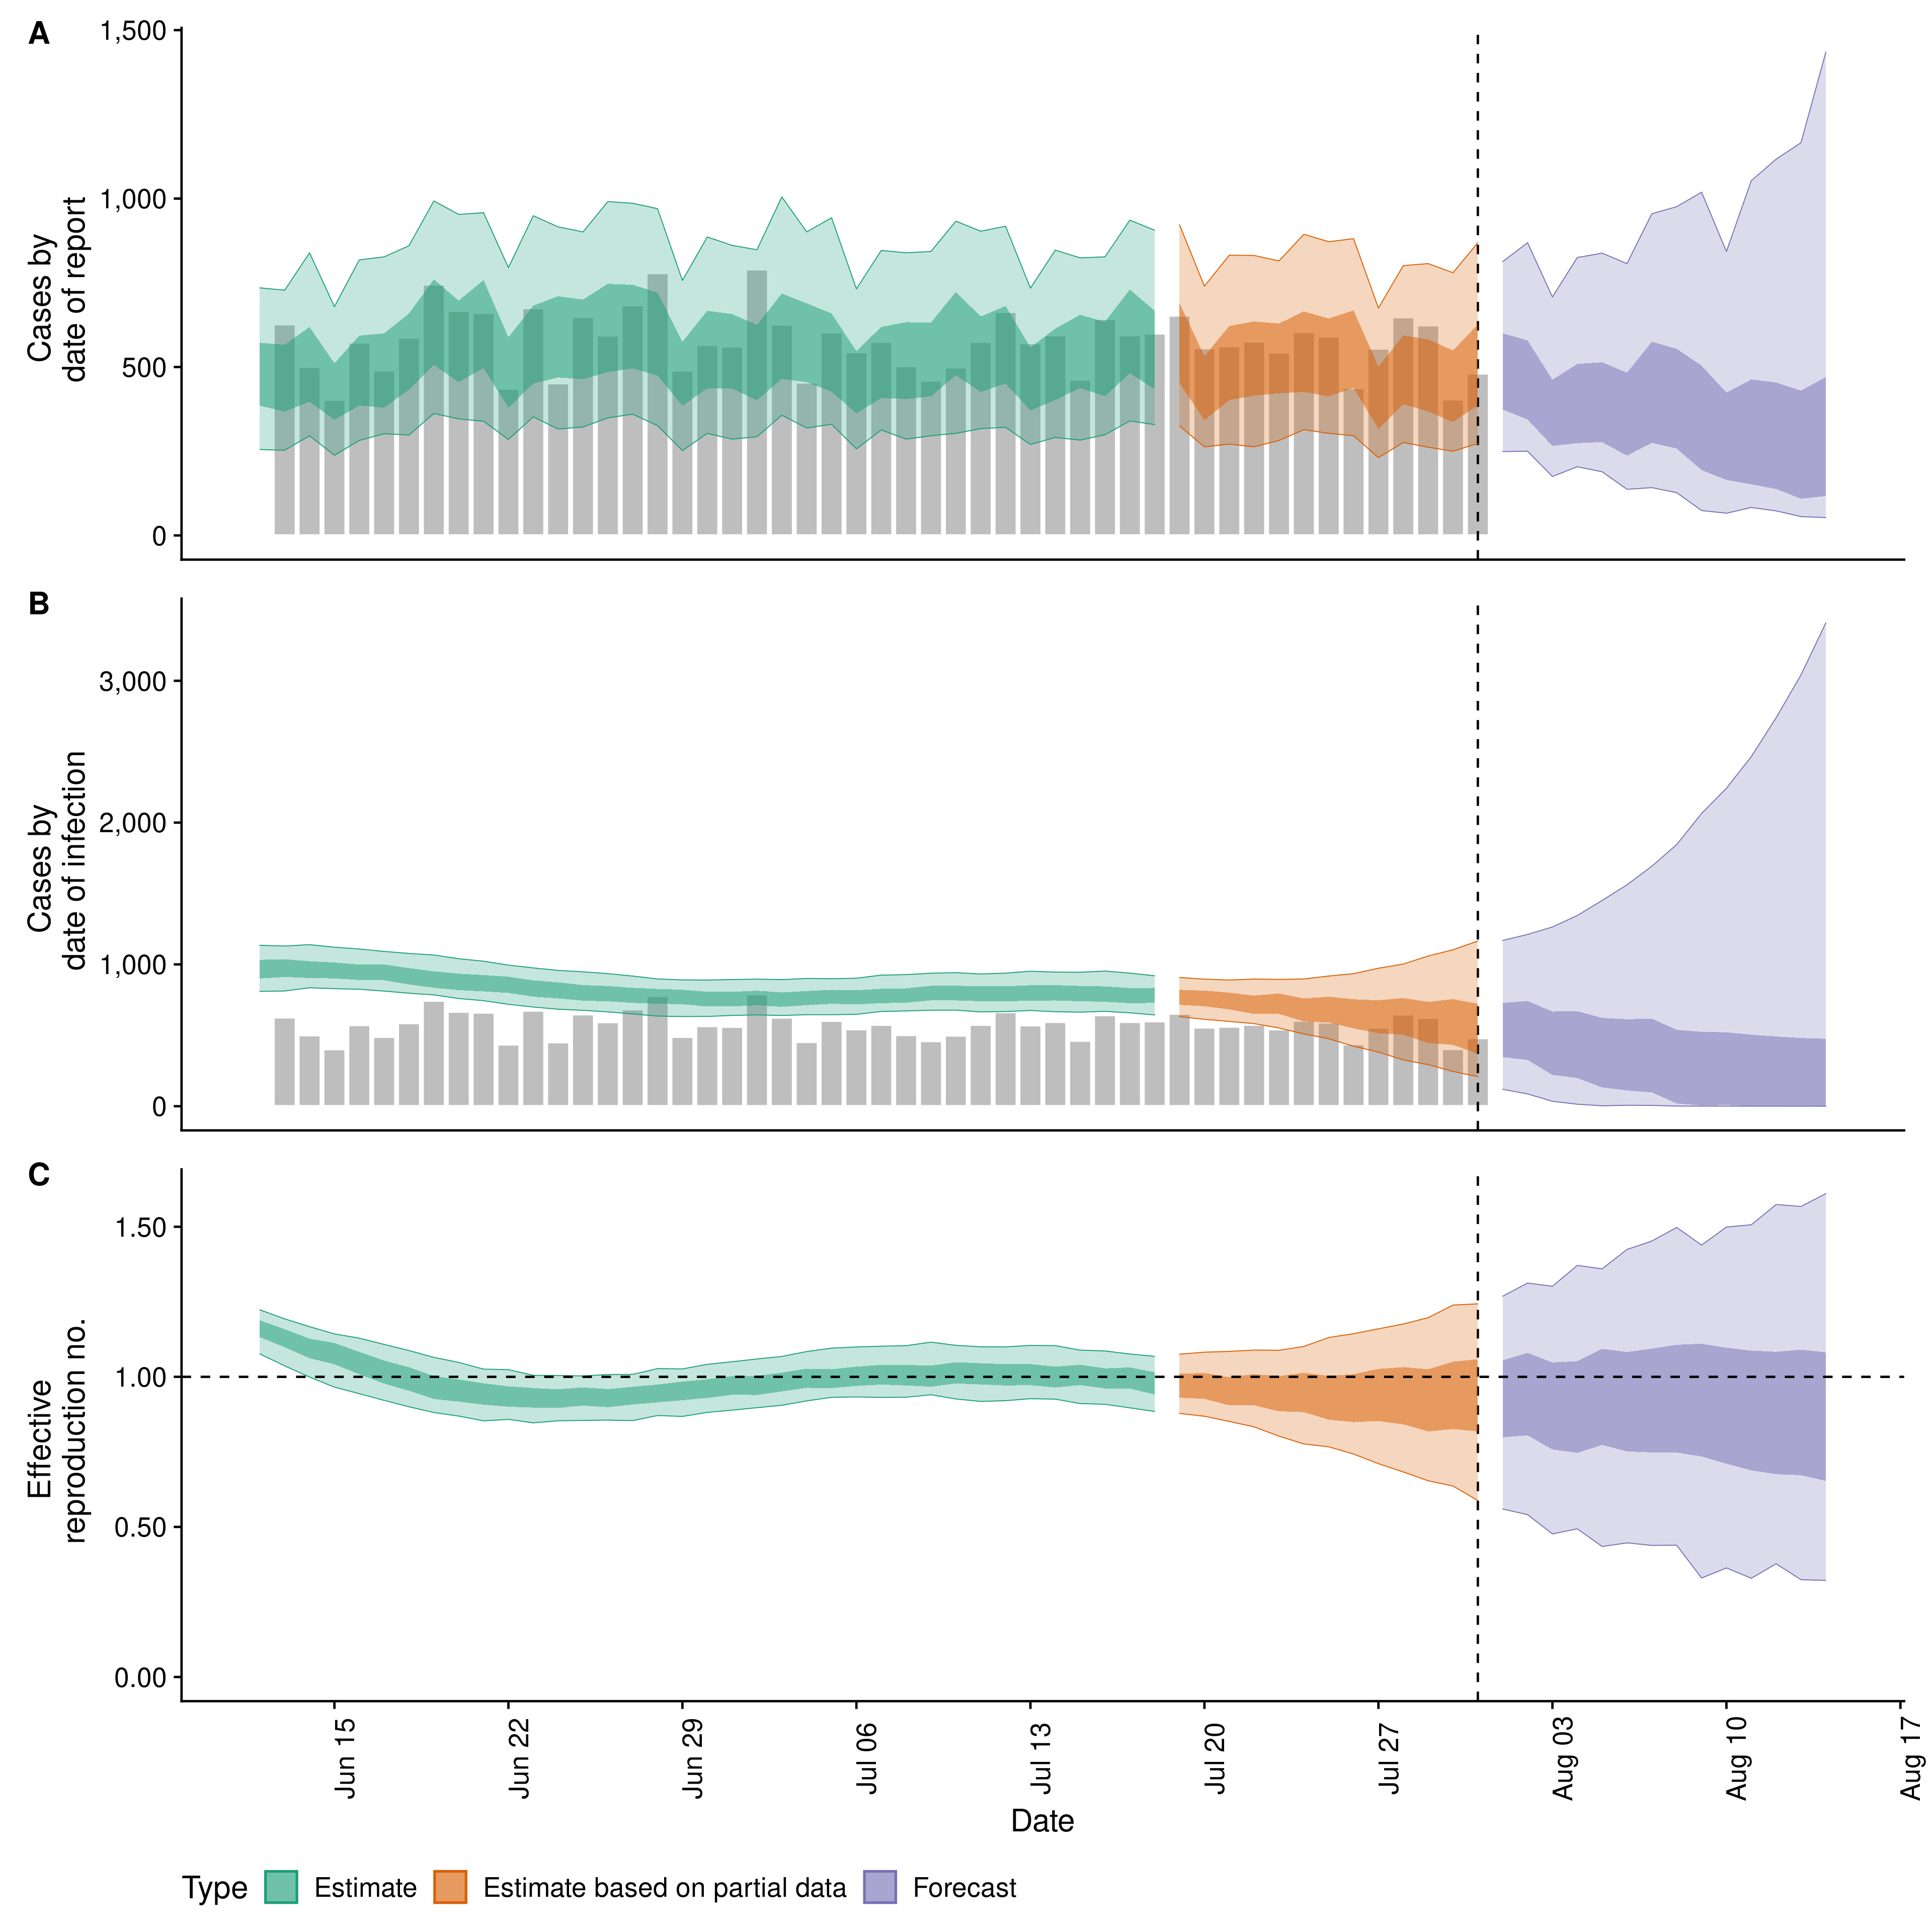 A
1,500
1,000
500
0
Cases by
date of report
B
3,000
2,000
1,000
0
Cases by
date of infection
C
1.50
1.00
0.50
0.00
Effective
reproduction no.
Jun 15
Jun 22
Jun 29
Jul 06
Jul 13
Jul 20
Jul 27
Aug 03
Aug 10
Aug 17
Date
Type Estimate Estimate based on partial data Forecast